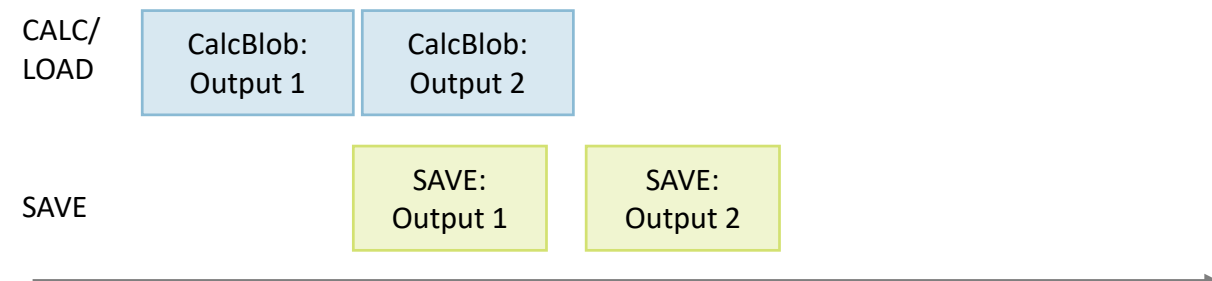 CALC/
LOAD
CalcBlob:
Output 1
CalcBlob:
Output 2
SAVE
SAVE:
Output 1
SAVE:
Output 2